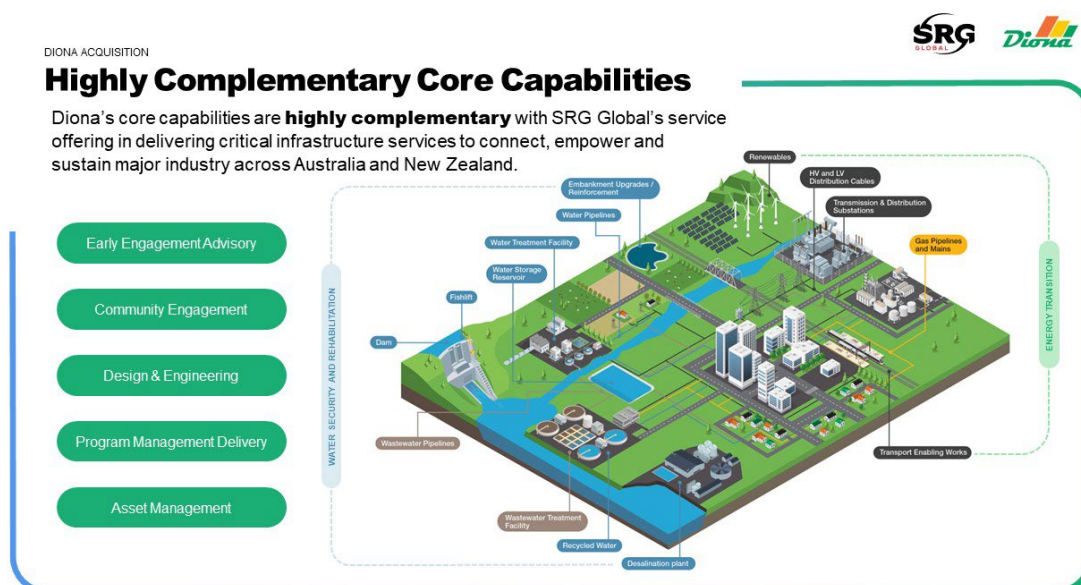 SRG
GLOBAL
Diona
DIONA ACQUISITION
Highly Complementary Core Capabilities
Diona's core capabilities are highly complementary with SRG Global's service
offering in delivering critical infrastructure services to connect, empower and
sustain major industry across Australia and New Zealand.
Early Engagement Advisory
Community Engagement
Design & Engineering
Program Management Delivery
Asset Management
WATER SECURITY AND REHABILITATION
Embankment Upgrades /
Reinforcement
Water Pipelines
Water Treatment Facility
Water Storage
Reservoir
Fishlift
Dam
Wastewater Pipelines
Wastewater Treatment
Facility
Recycled Water
Desalination plant
Renewables
HV and LV
Distribution Cables
Transmission & Distribution
Substations
Gas Pipelines
and Mains
Transport Enabling Works
ENERGY TRANSITION